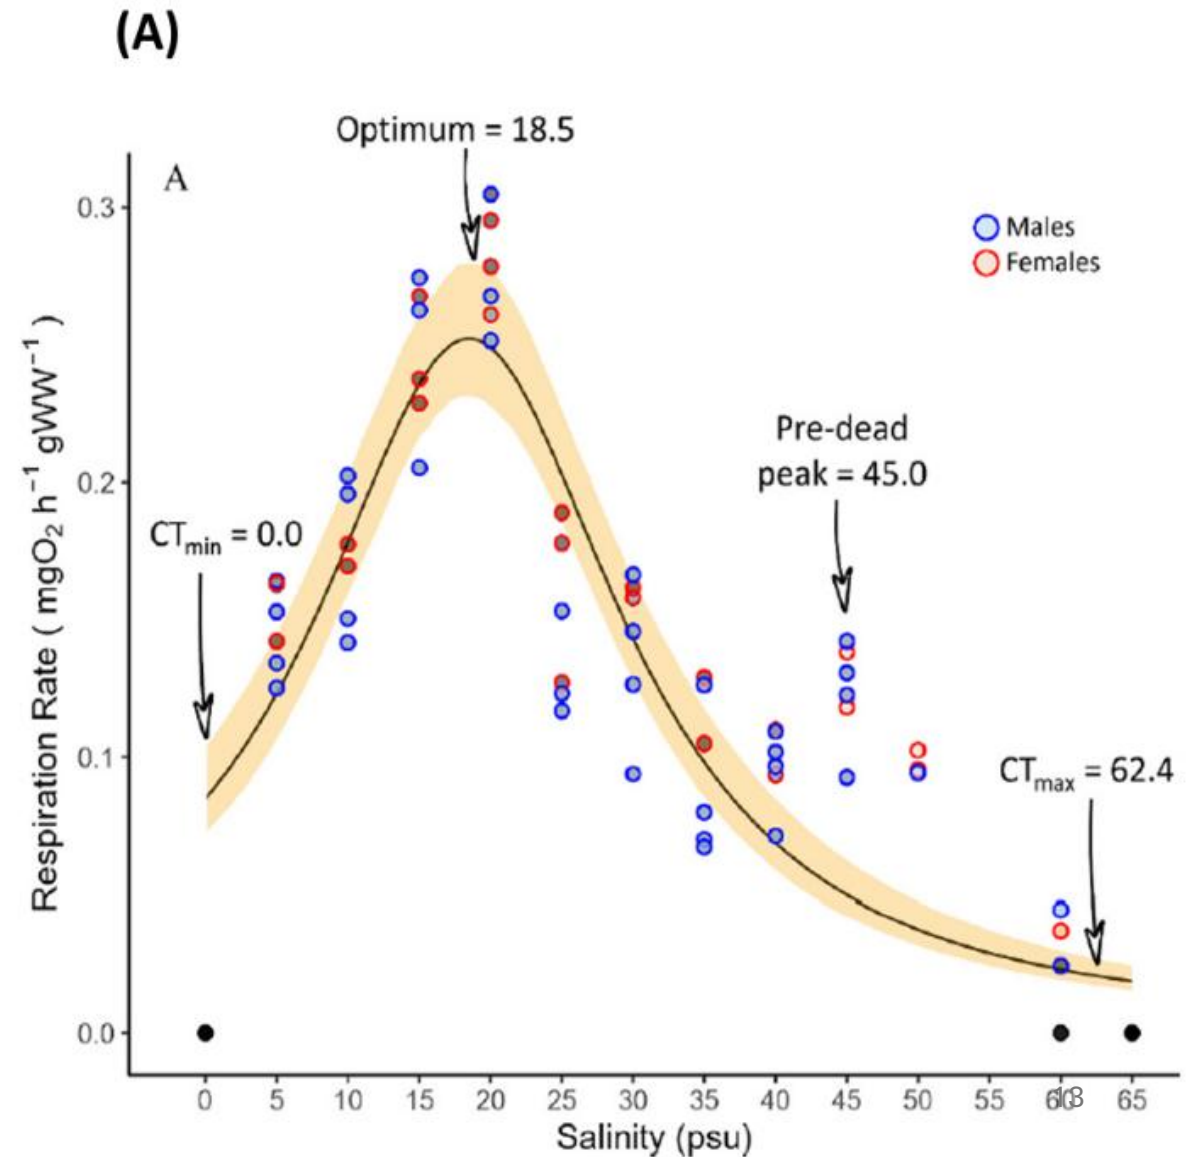 (A)
Optimum = 18.5
A
Males
Females
Pre-dead
peak = 45.0
CTmin = 0.0
CTmax = 62.4
Respiration Rate ( mgO₂ h⁻¹ gWW⁻¹ )
0.3
0.2
0.1
0.0
0 5 10 15 20 25 30 35 40 45 50 55 60 65
13
Salinity (psu)